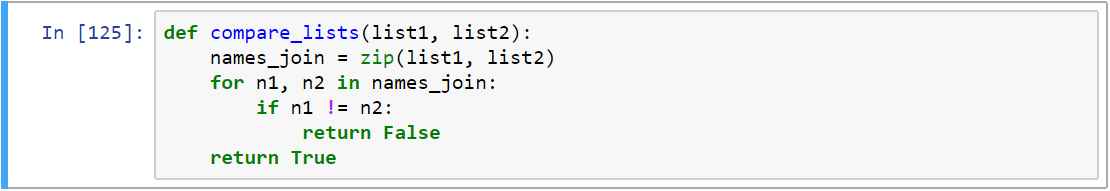 In [125]: def compare_lists(list1, list2):
    names_join = zip(list1, list2)
    for n1, n2 in names_join:
        if n1 != n2:
            return False
    return True